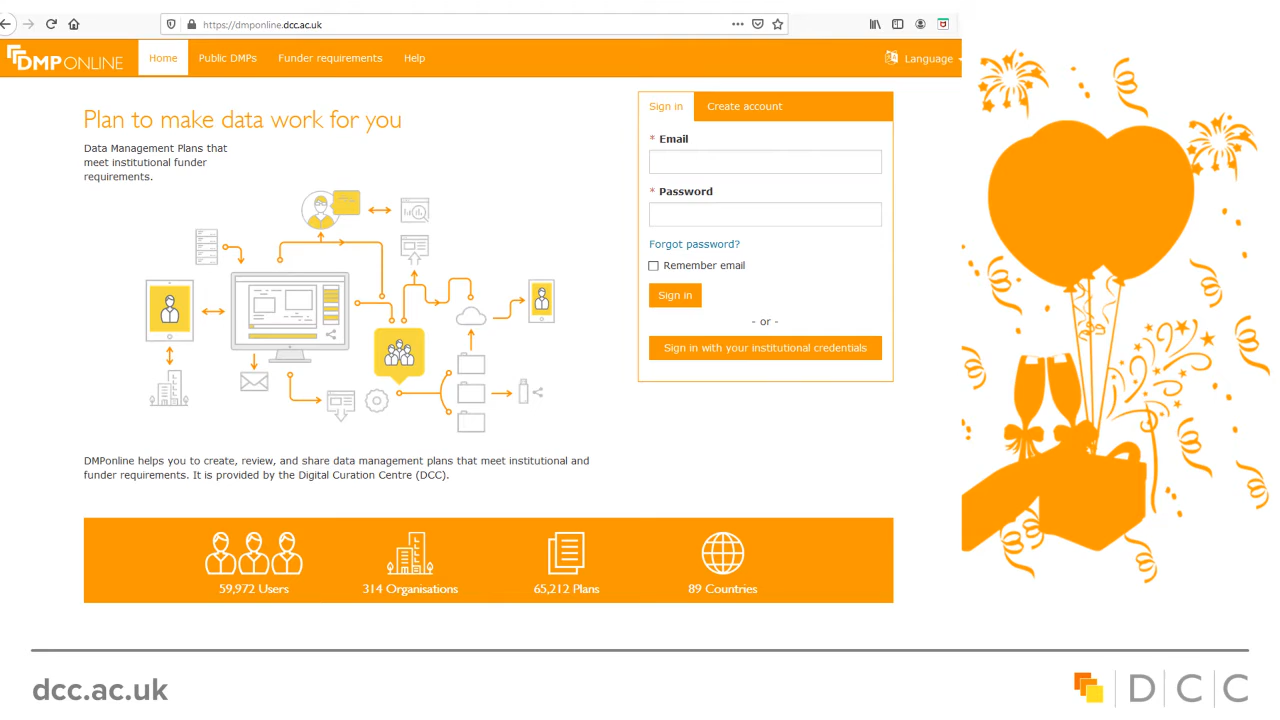 https://dmponline.dcc.ac.uk
DMPONLINE
Home
Public DMPs
Funder requirements
Help
Language
Plan to make data work for you
Data Management Plans that
meet institutional funder
requirements.
Sign in
Create account
* Email
* Password
Forgot password?
Remember email
Sign in
- or -
Sign in with your institutional credentials
DMPonline helps you to create, review, and share data management plans that meet institutional and
funder requirements. It is provided by the Digital Curation Centre (DCC).
59,972 Users
314 Organisations
65,212 Plans
89 Countries
dcc.ac.uk
DCC